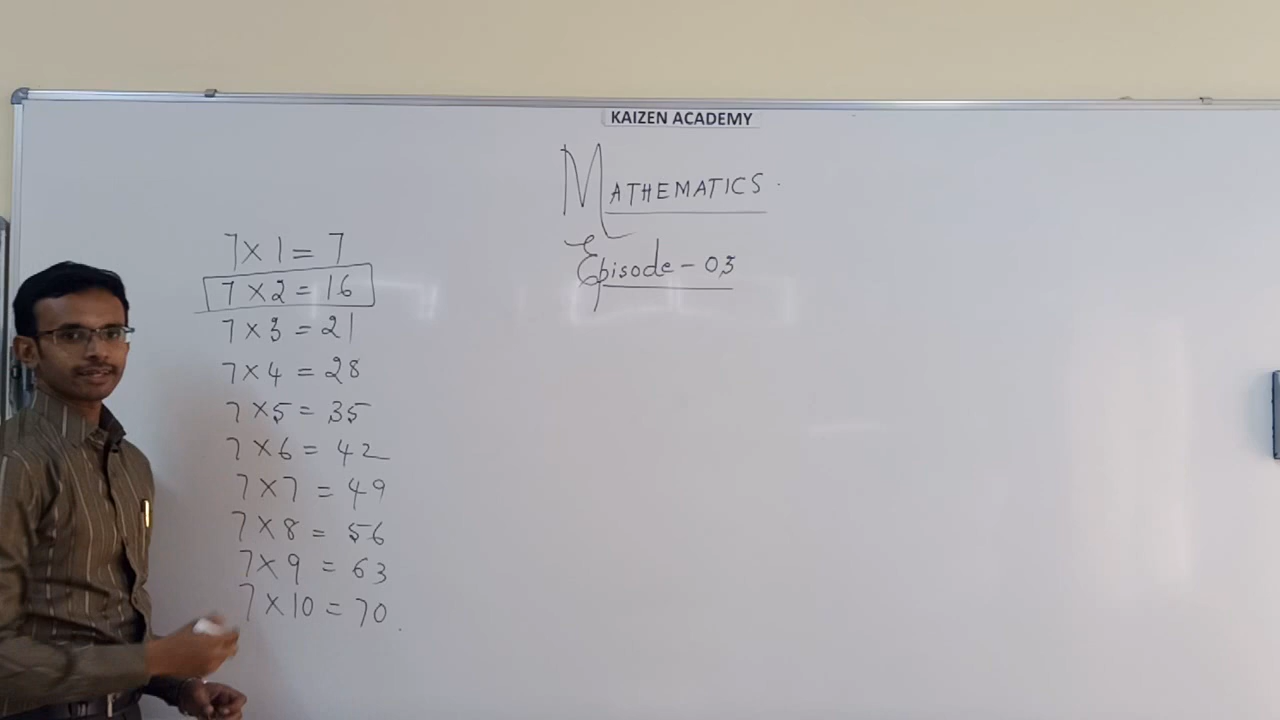 KAIZEN ACADEMY
MATHEMATICS.
Episode - 03
7 × 1 = 7
7 × 2 = 16
7 × 3 = 21
7 × 4 = 28
7 × 5 = 35
7 × 6 = 42
7 × 7 = 49
7 × 8 = 56
7 × 9 = 63
7 × 10 = 70.